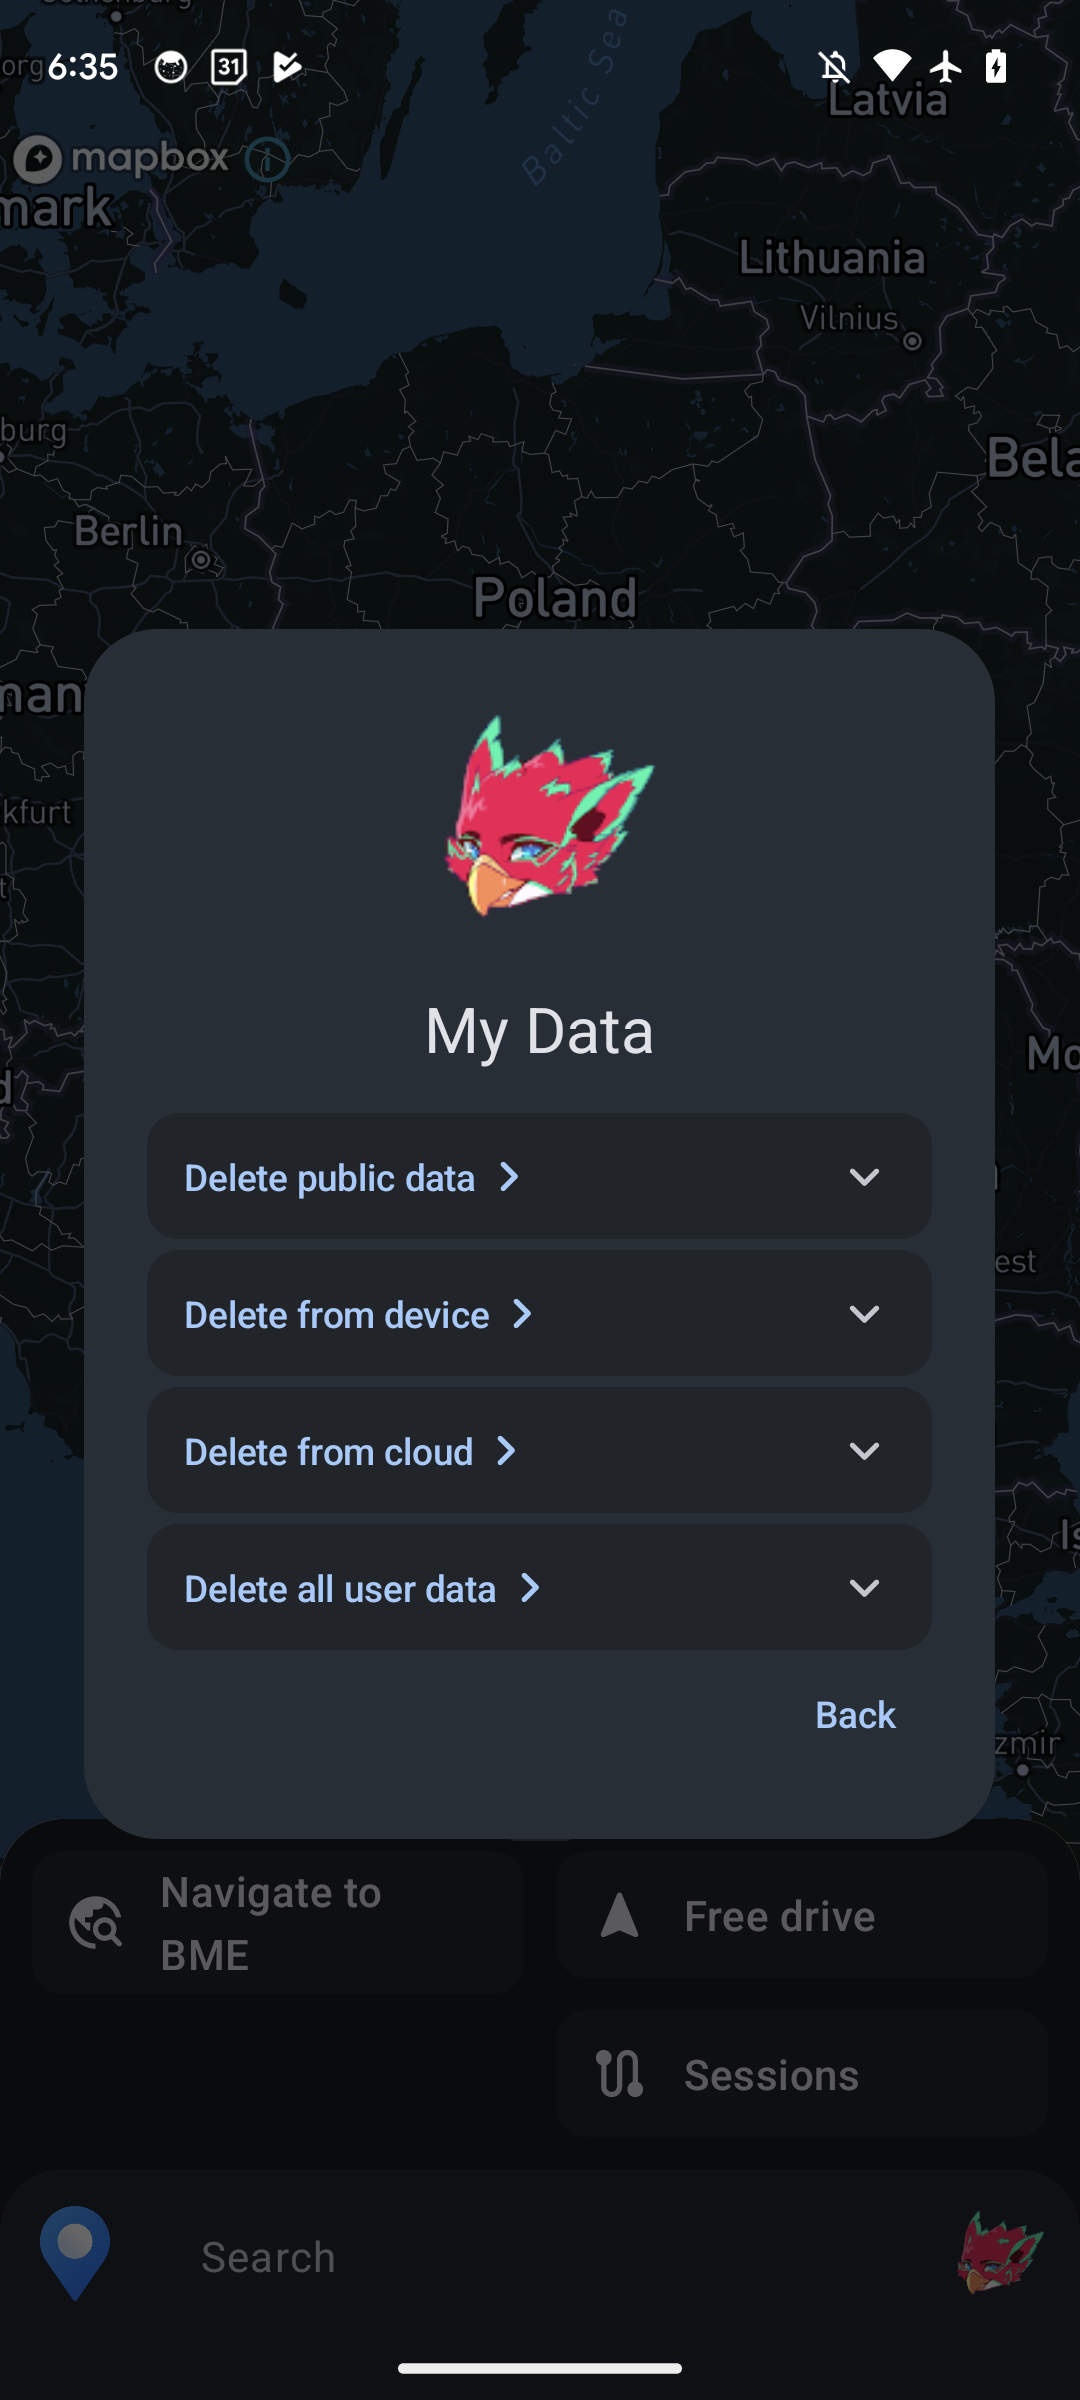 6:35
31
Baltic Sea
Latvia
mapbox
mark
Lithuania
Vilnius
burg
Bela
Berlin
Poland
man
kfurt
My Data
Mo
d
Delete public data
est
Delete from device
Delete from cloud
Is
Delete all user data
Back
zmir
Navigate to
BME
Free drive
Sessions
Search